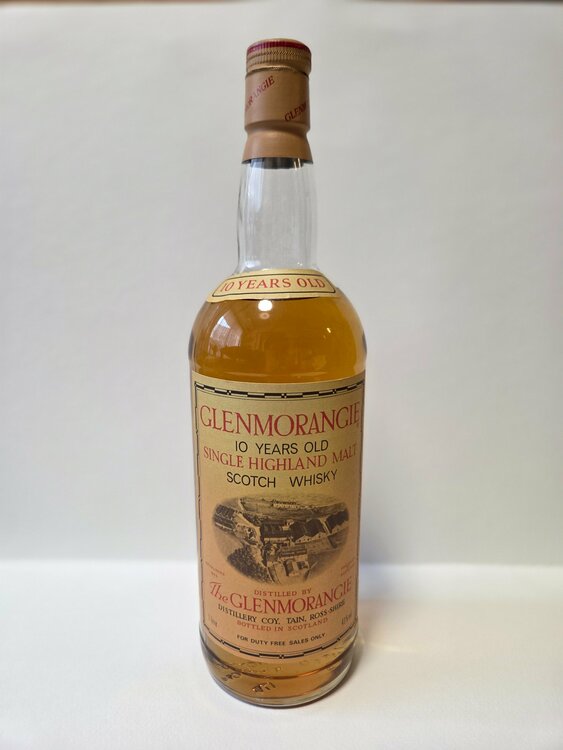 10 YEARS OLD
GLENMORANGIE
10 YEARS OLD
SINGLE HIGHLAND MALT
SCOTCH WHISKY
DISTILLED BY
The GLENMORANGIE
DISTILLERY COY, TAIN, ROSS-SHIRE
BOTTLED IN SCOTLAND
FOR DUTY FREE SALES ONLY